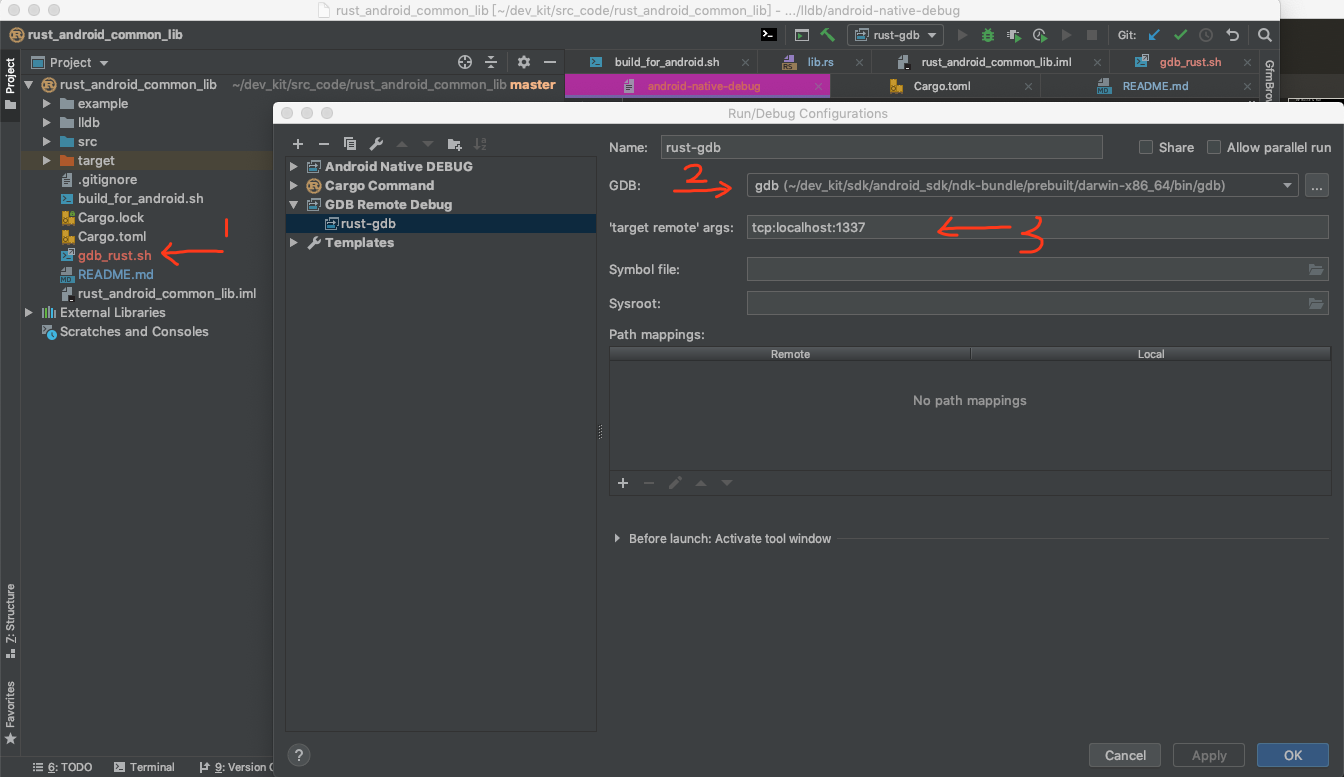 rust_android_common_lib [~/dev_kit/src_code/rust_android_common_lib] - .../lldb/android-native-debug
rust_android_common_lib
rust-gdb
Git:
Project
build_for_android.sh
lib.rs
rust_android_common_lib.iml
gdb_rust.sh
android-native-debug
Cargo.toml
README.md
Project
GfmBrow
rust_android_common_lib ~/dev_kit/src_code/rust_android_common_lib master
example
lldb
src
target
.gitignore
build_for_android.sh
Cargo.lock
Cargo.toml
1
gdb_rust.sh
README.md
rust_android_common_lib.iml
External Libraries
Scratches and Consoles
Run/Debug Configurations
Android Native DEBUG
Cargo Command
GDB Remote Debug
rust-gdb
Templates
Name: rust-gdb
Share
Allow parallel run
2
GDB: gdb (~/dev_kit/sdk/android_sdk/ndk-bundle/prebuilt/darwin-x86_64/bin/gdb)
...
'target remote' args: tcp:localhost:1337
3
Symbol file:
Sysroot:
Path mappings:
Remote Local
No path mappings
Before launch: Activate tool window
?
Cancel
Apply
OK
Z: Structure
Favorites
6: TODO
Terminal
9: Version C